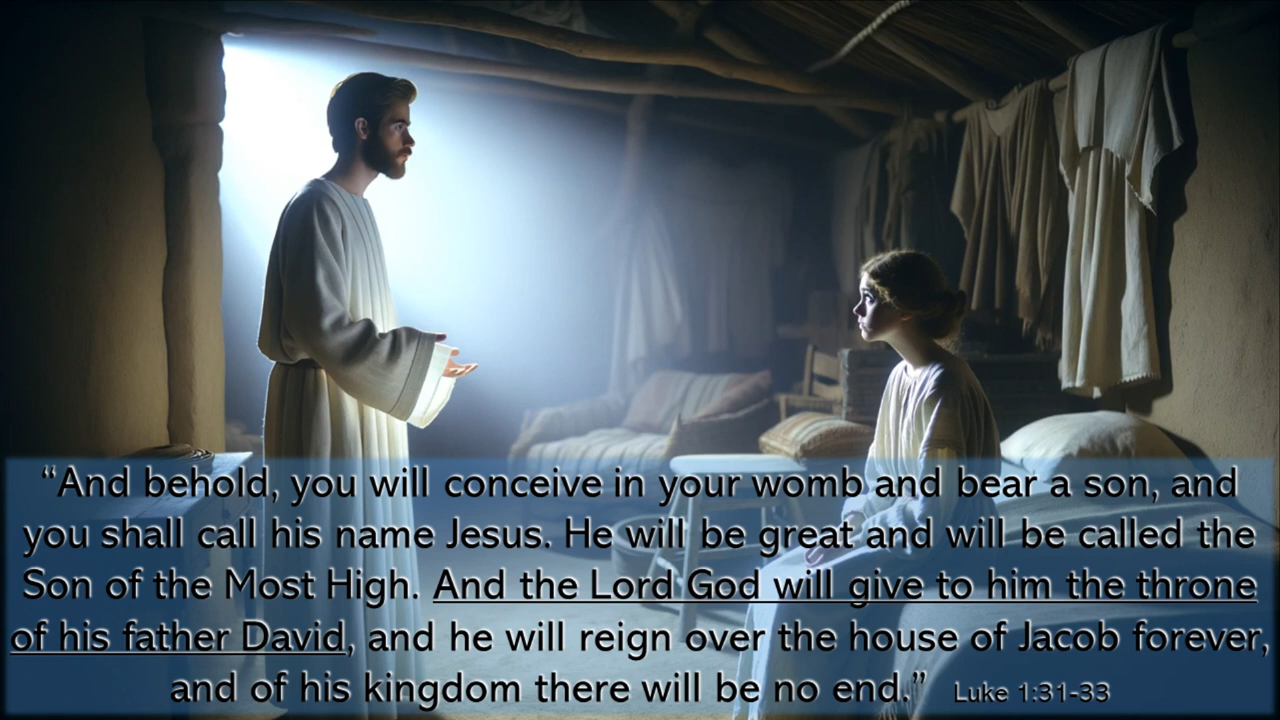 “And behold, you will conceive in your womb and bear a son, and
you shall call his name Jesus. He will be great and will be called the
Son of the Most High. And the Lord God will give to him the throne
of his father David, and he will reign over the house of Jacob forever,
and of his kingdom there will be no end.” Luke 1:31-33